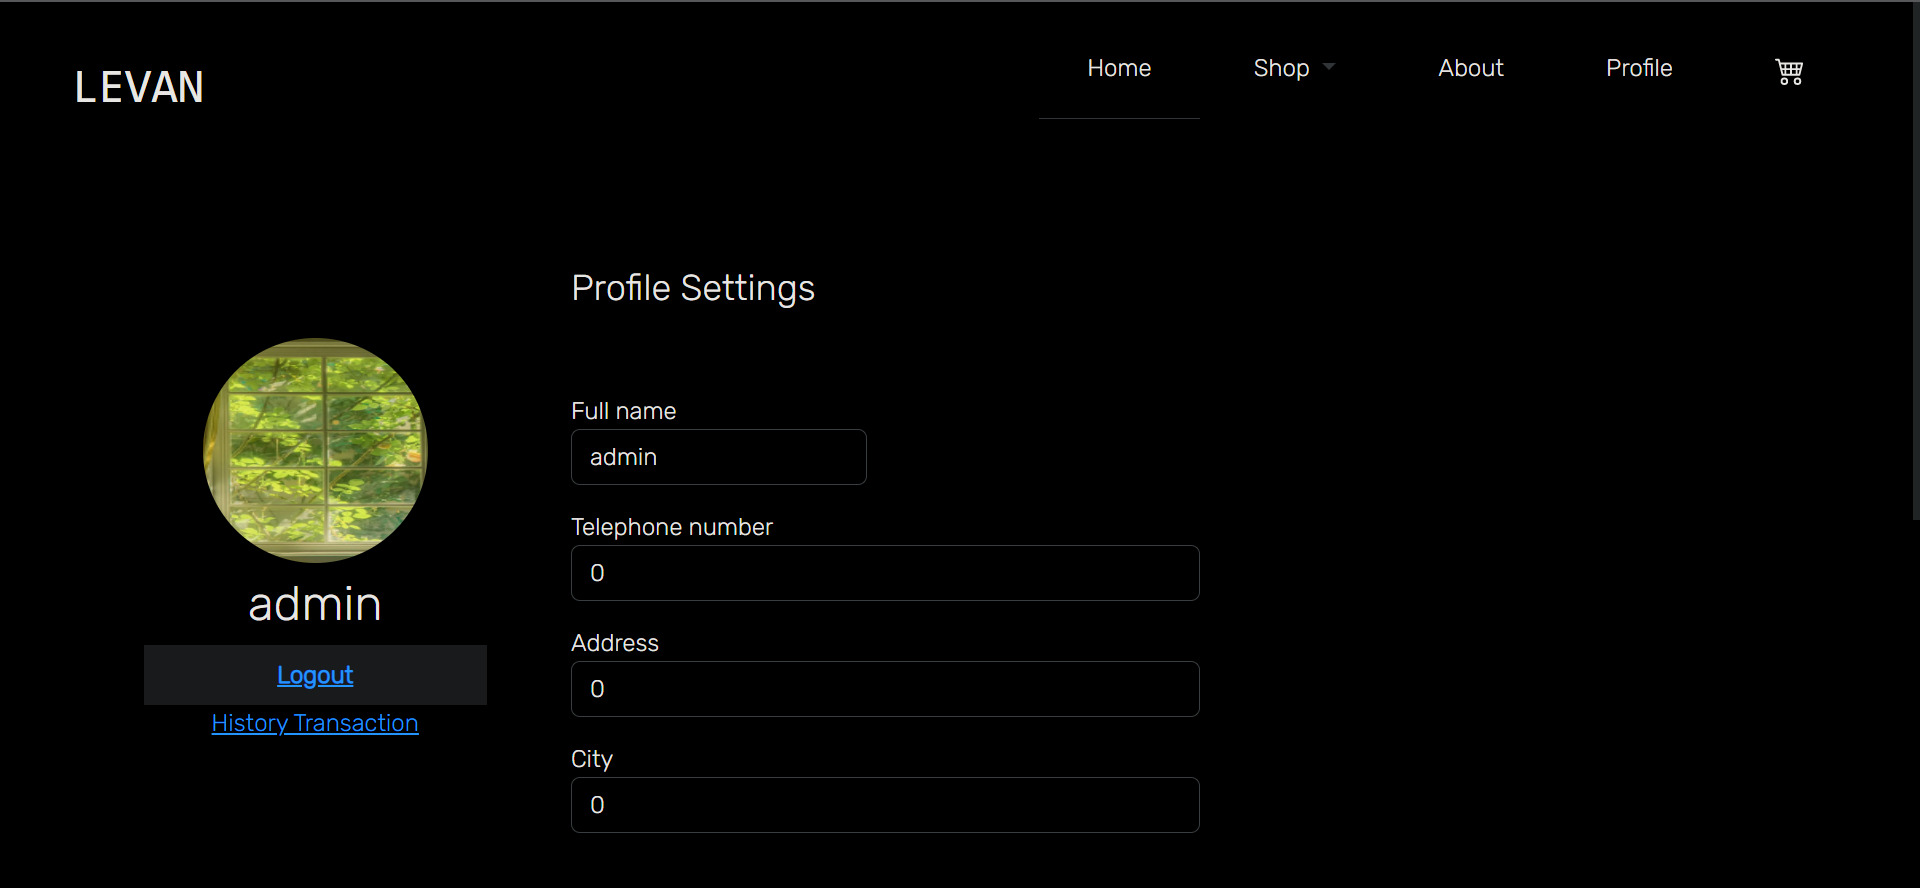 LEVAN
Home
Shop
About
Profile
Profile Settings
admin
Logout
History Transaction
Full name
admin
Telephone number
0
Address
0
City
0